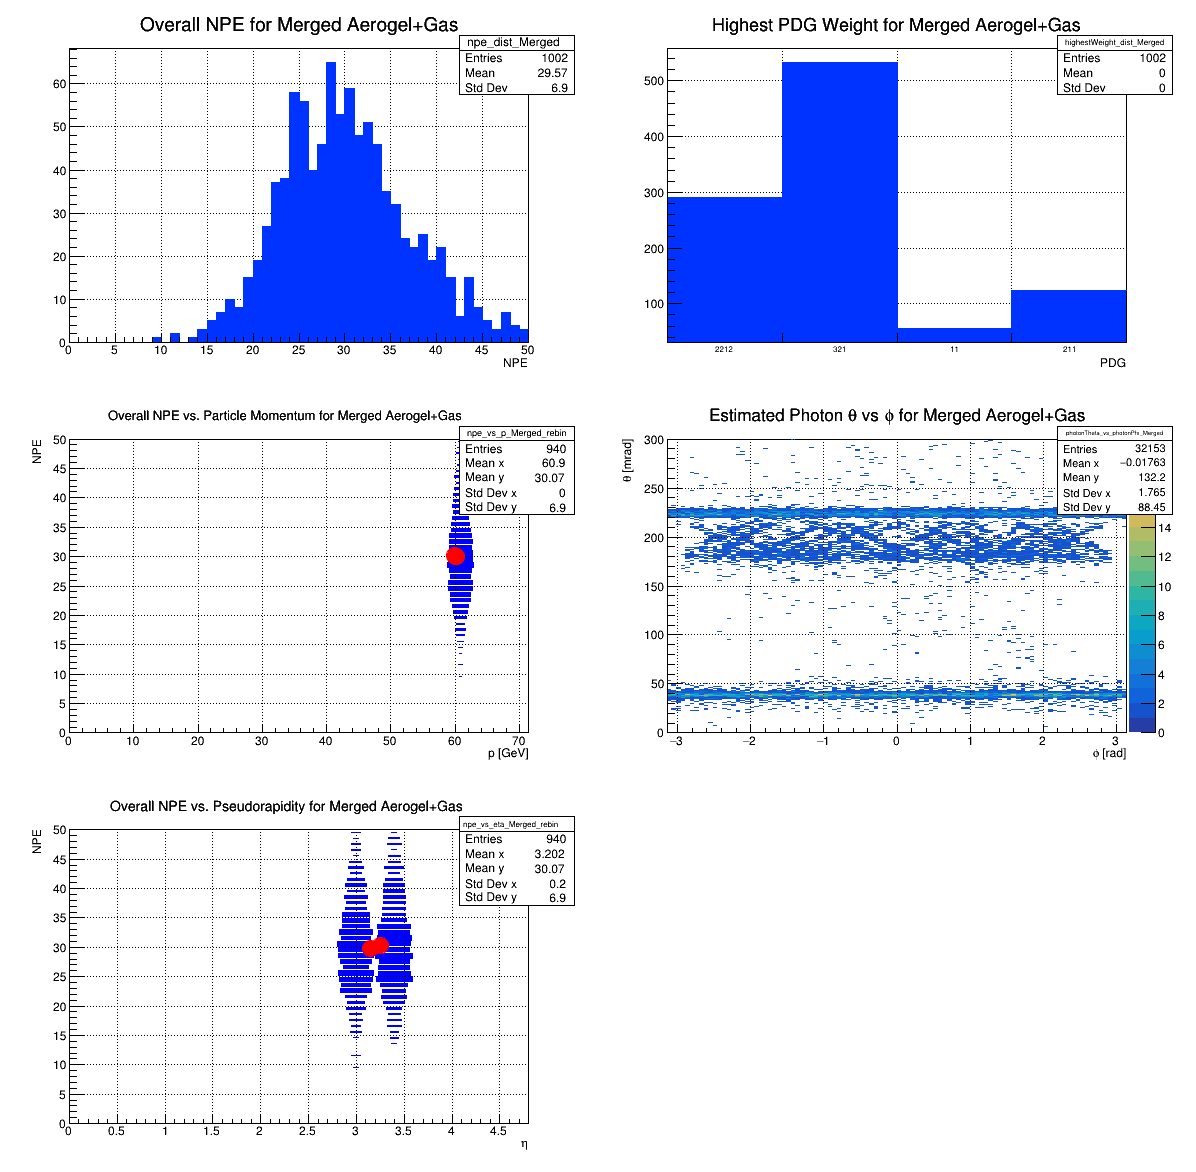 Overall NPE for Merged Aerogel+Gas
npe_dist_Merged
Entries 1002
Mean 29.57
Std Dev 6.9
60
50
40
30
20
10
0
0 5 10 15 20 25 30 35 40 45 50
NPE
Highest PDG Weight for Merged Aerogel+Gas
highestWeight_dist_Merged
Entries 1002
Mean 0
Std Dev 0
500
400
300
200
100
2212 321 11 211
PDG
Overall NPE vs. Particle Momentum for Merged Aerogel+Gas
NPE
npe_vs_p_Merged_rebin
Entries 940
Mean x 60.9
Mean y 30.07
Std Dev x 0
Std Dev y 6.9
50
45
40
35
30
25
20
15
10
5
0
0 10 20 30 40 50 60 70
p [GeV]
Estimated Photon θ vs ϕ for Merged Aerogel+Gas
θ [mrad]
photonTheta_vs_photonPhi_Merged
Entries 32153
Mean x −0.01763
Mean y 132.2
Std Dev x 1.765
Std Dev y 88.45
300
250
200
150
100
50
0
−3 −2 −1 0 1 2 3
ϕ [rad]
14
12
10
8
6
4
2
0
Overall NPE vs. Pseudorapidity for Merged Aerogel+Gas
NPE
npe_vs_eta_Merged_rebin
Entries 940
Mean x 3.202
Mean y 30.07
Std Dev x 0.2
Std Dev y 6.9
50
45
40
35
30
25
20
15
10
5
0
0 0.5 1 1.5 2 2.5 3 3.5 4 4.5
η